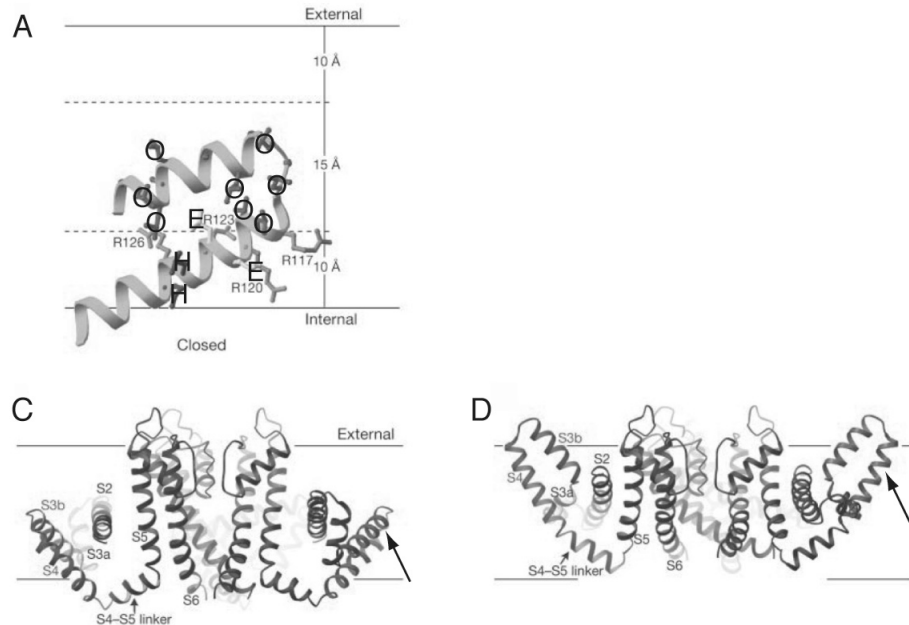 A
External
10 Å
15 Å
10 Å
O
O
O
O
O
O
O
O
E
R123
R126
H
R117
E
R120
H
Internal
Closed
C
External
S3b
S2
S3a
S4
S5
S6
S4–S5 linker
D
S3b
S2
S4
S3a
S5
S6
S4–S5 linker